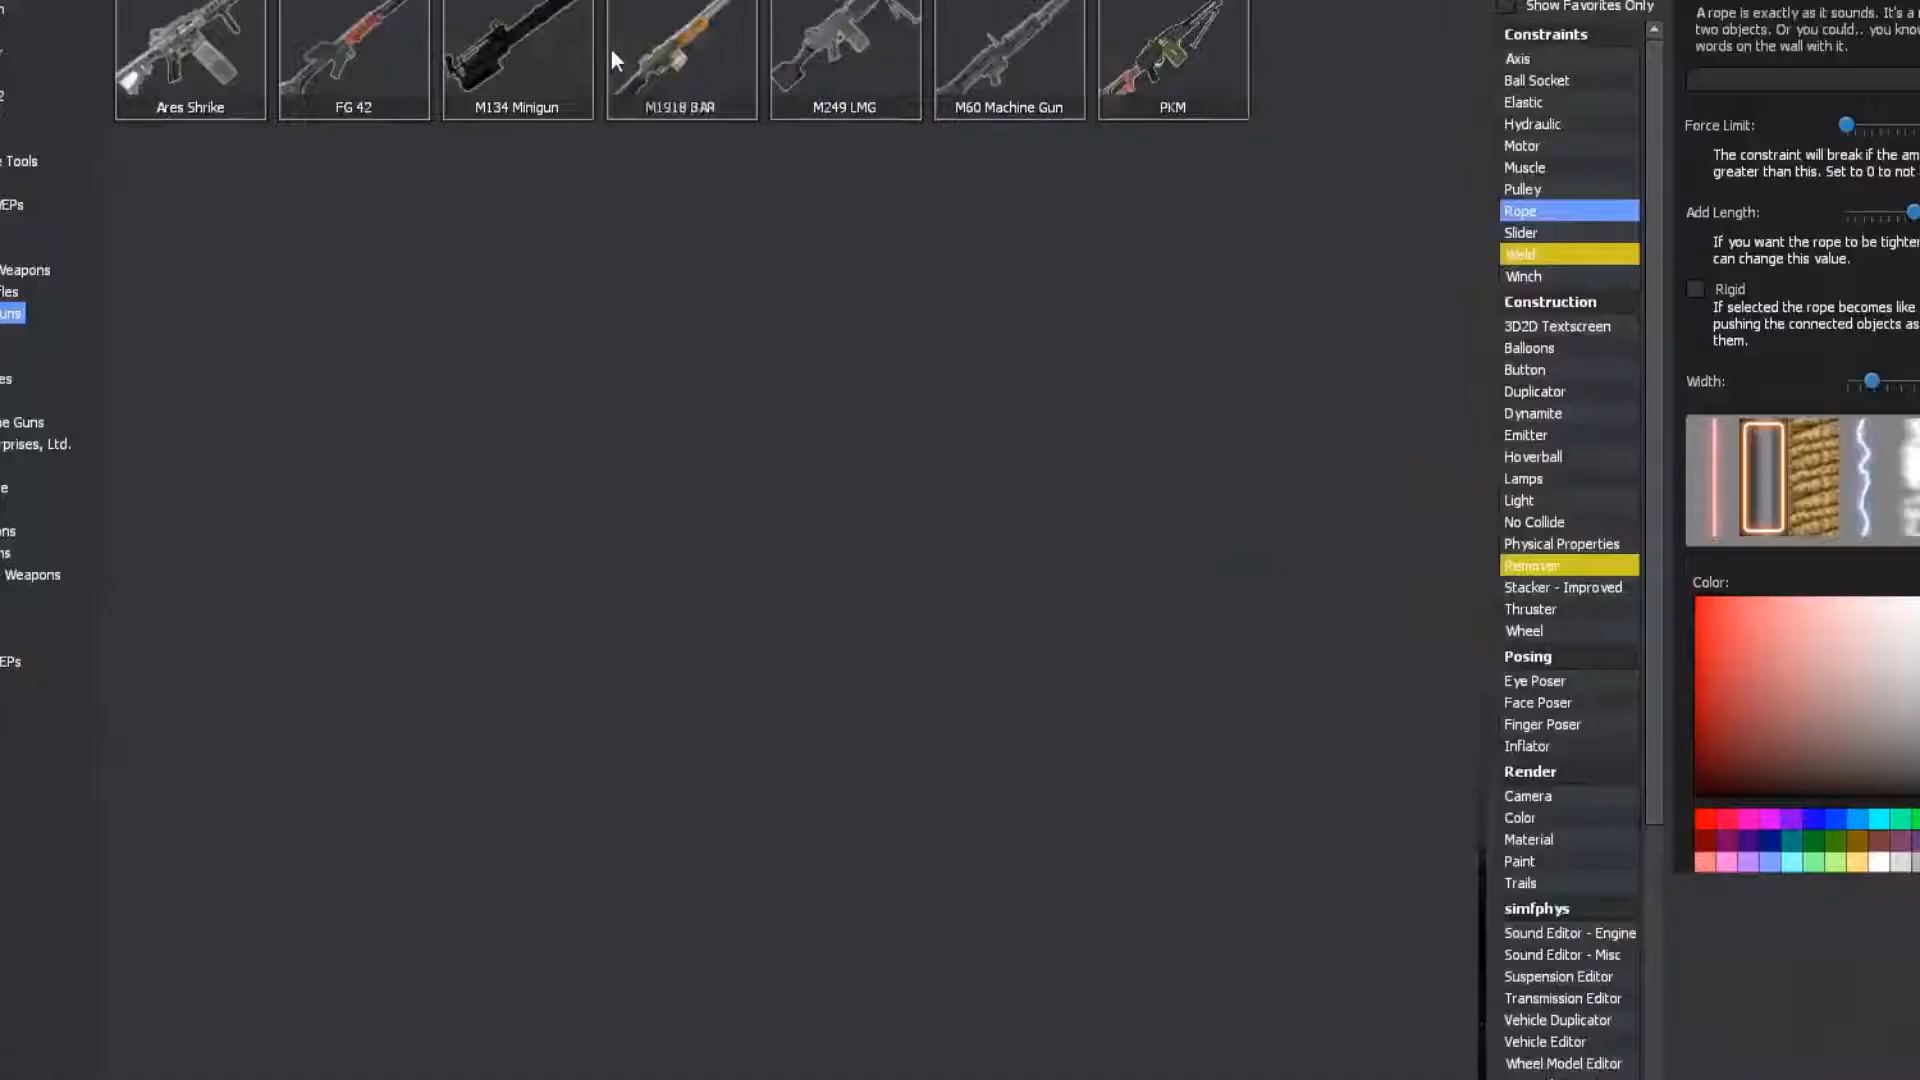 Tools
EPs
Weapons
fles
uns
es
e Guns
rprises, Ltd.
e
ons
ns
Weapons
EPs
Ares Shrike
FG 42
M134 Minigun
M1918 BAR
M249 LMG
M60 Machine Gun
PKM
Show Favorites Only
Constraints
Axis
Ball Socket
Elastic
Hydraulic
Motor
Muscle
Pulley
Rope
Slider
Weld
Winch
Construction
3D2D Textscreen
Balloons
Button
Duplicator
Dynamite
Emitter
Hoverball
Lamps
Light
No Collide
Physical Properties
Remover
Stacker - Improved
Thruster
Wheel
Posing
Eye Poser
Face Poser
Finger Poser
Inflator
Render
Camera
Color
Material
Paint
Trails
simfphys
Sound Editor - Engine
Sound Editor - Misc
Suspension Editor
Transmission Editor
Vehicle Duplicator
Vehicle Editor
Wheel Model Editor
A rope is exactly as it sounds. It's a
two objects. Or you could.. you kno
words on the wall with it.
Force Limit:
The constraint will break if the am
greater than this. Set to 0 to not
Add Length:
If you want the rope to be tighter
can change this value.
Rigid
If selected the rope becomes like
pushing the connected objects as
them.
Width:
Color: